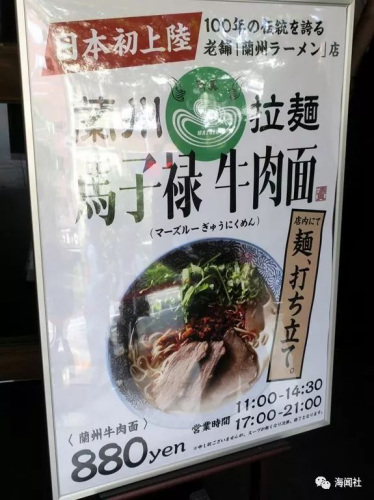 日本初上陸
100年の伝統を誇る
老舗「蘭州ラーメン」店
蘭州 拉麺
馬子禄 牛肉面
(マーズルーぎゅうにくめん)
店内にて
麺、打ち立て。
〈 蘭州牛肉面 〉
880yen
営業時間
11:00-14:30
17:00-21:00
海闻社